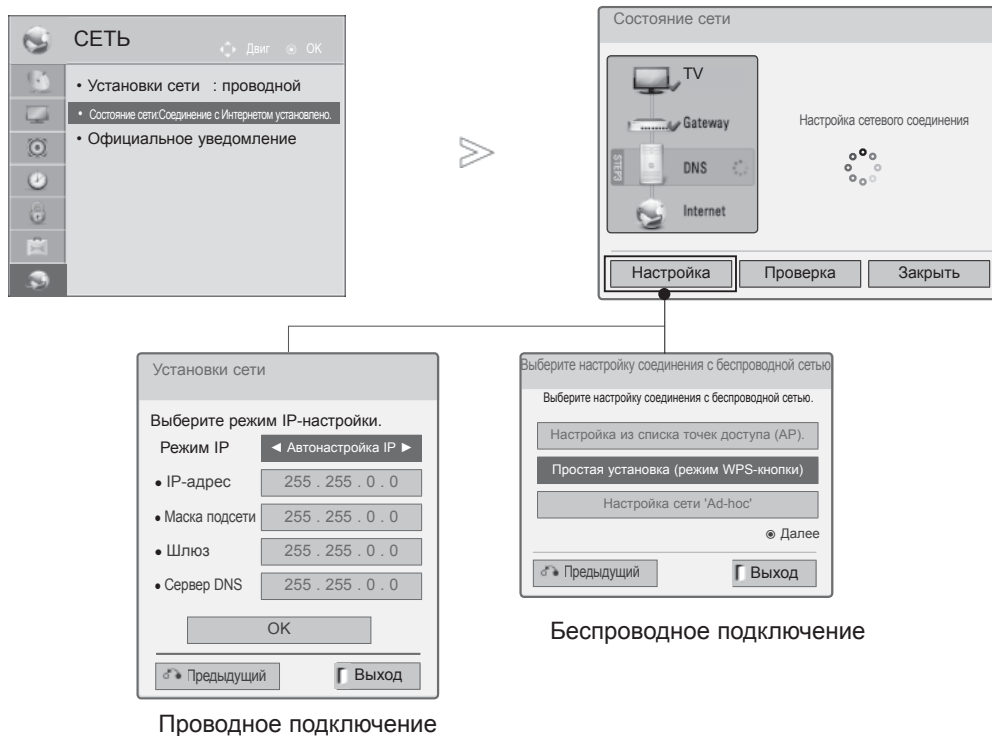 СЕТЬ
Двиг
OK
• Установки сети : проводной
• Состояние сети:Соединение с Интернетом установлено.
• Официальное уведомление
Состояние сети
TV
Gateway
STEP3
DNS
Internet
Настройка сетевого соединения
Настройка
Проверка
Закрыть
Установки сети
Выберите режим IP-настройки.
Режим IP ◄ Автонастройка IP ►
• IP-адрес 255 . 255 . 0 . 0
• Маска подсети 255 . 255 . 0 . 0
• Шлюз 255 . 255 . 0 . 0
• Сервер DNS 255 . 255 . 0 . 0
OK
Предыдущий
Выход
Проводное подключение
Выберите настройку соединения с беспроводной сетью
Выберите настройку соединения с беспроводной сетью.
Настройка из списка точек доступа (AP).
Простая установка (режим WPS-кнопки)
Настройка сети 'Ad-hoc'
Далее
Предыдущий
Выход
Беспроводное подключение